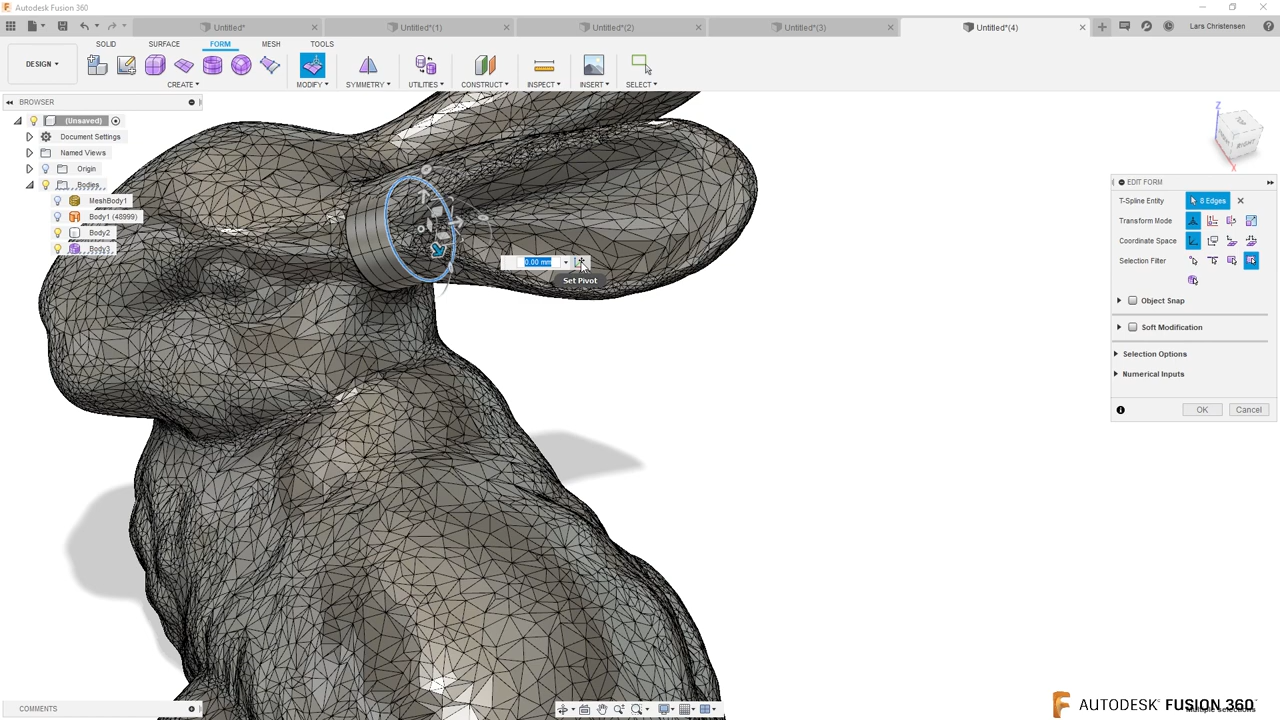 Autodesk Fusion 360
Untitled*
Untitled*(1)
Untitled*(2)
Untitled*(3)
Untitled*(4)
Lars Christensen
SOLID
SURFACE
FORM
MESH
TOOLS
DESIGN
CREATE
MODIFY
SYMMETRY
UTILITIES
CONSTRUCT
INSPECT
INSERT
SELECT
BROWSER
(Unsaved)
Document Settings
Named Views
Origin
Bodies
MeshBody1
Body1 (48999)
Body2
Body3
0.00 mm
Set Pivot
Z
RIGHT
X
EDIT FORM
T-Spline Entity
8 Edges
Transform Mode
Coordinate Space
Selection Filter
Object Snap
Soft Modification
Selection Options
Numerical Inputs
OK
Cancel
COMMENTS
AUTODESK FUSION 360